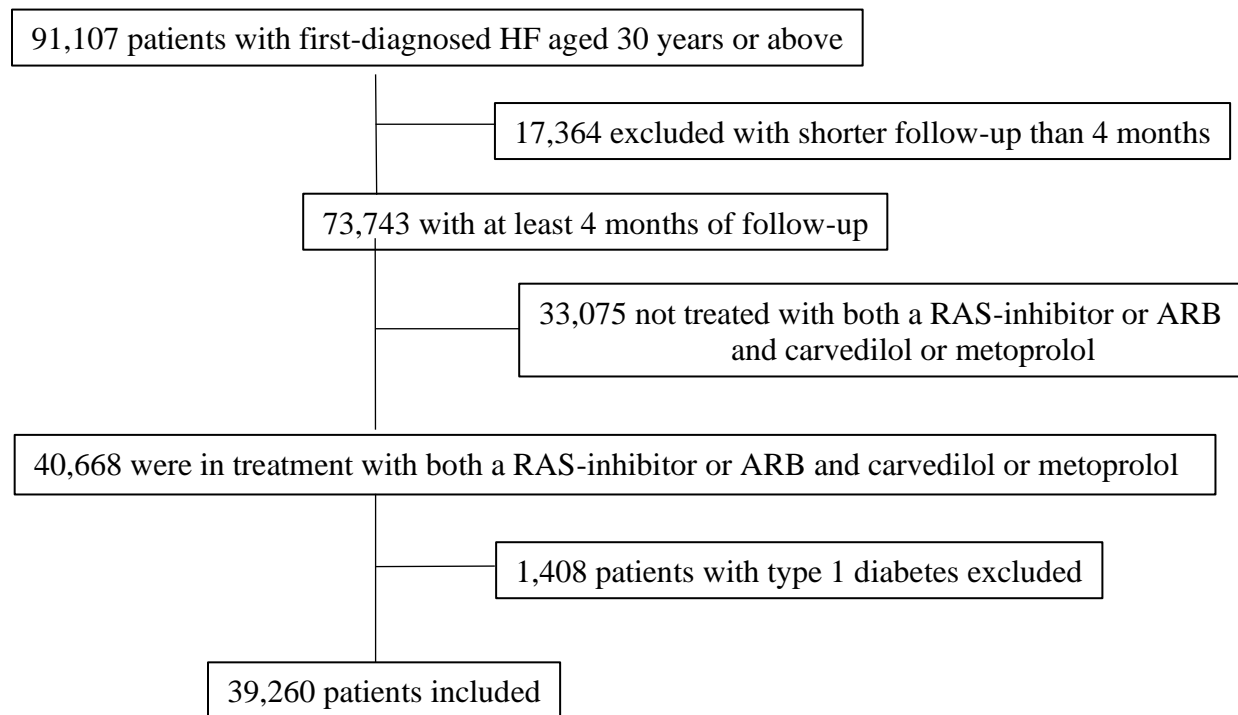 91,107 patients with first-diagnosed HF aged 30 years or above
17,364 excluded with shorter follow-up than 4 months
73,743 with at least 4 months of follow-up
33,075 not treated with both a RAS-inhibitor or ARB
and carvedilol or metoprolol
40,668 were in treatment with both a RAS-inhibitor or ARB and carvedilol or metoprolol
1,408 patients with type 1 diabetes excluded
39,260 patients included